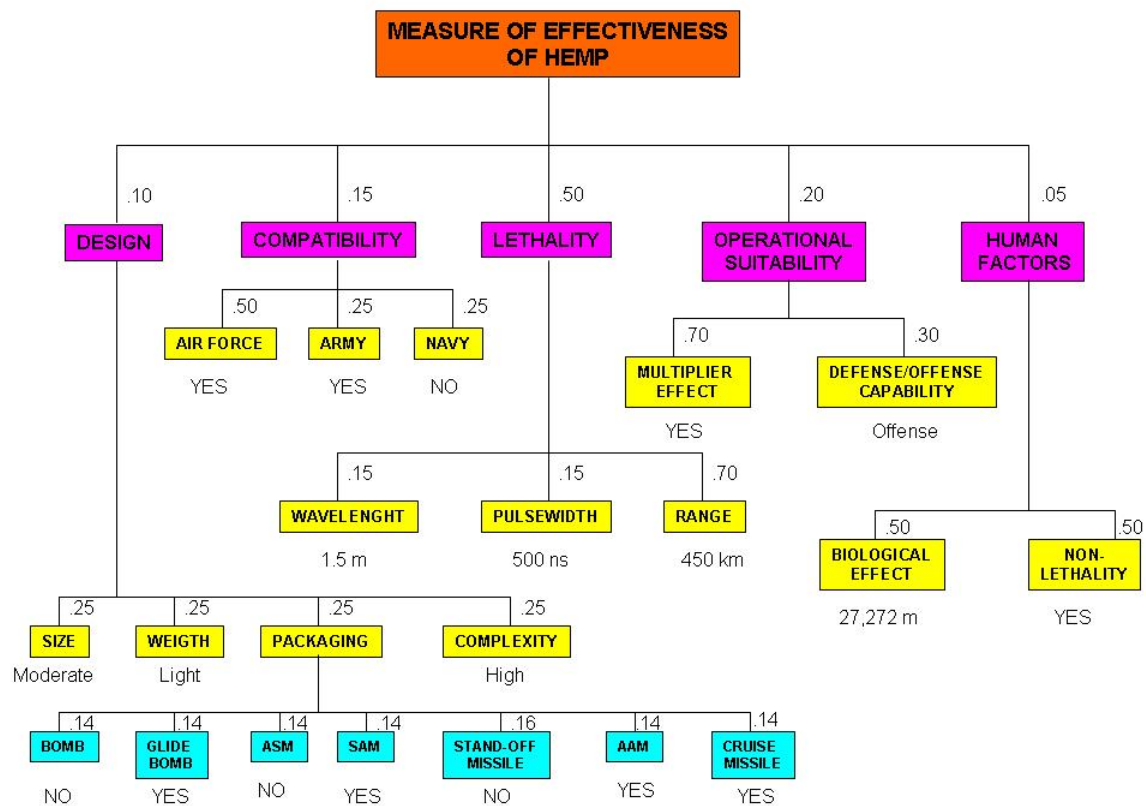 MEASURE OF EFFECTIVENESS
OF HEMP
.10
.15
.50
.20
.05
DESIGN
COMPATIBILITY
LETHALITY
OPERATIONAL
SUITABILITY
HUMAN
FACTORS
.50
.25
.25
AIR FORCE
ARMY
NAVY
YES
YES
NO
.70
.30
MULTIPLIER
EFFECT
DEFENSE/OFFENSE
CAPABILITY
YES
Offense
.15
.15
.70
WAVELENGHT
PULSEWIDTH
RANGE
1.5 m
500 ns
450 km
.50
.50
BIOLOGICAL
EFFECT
NON-
LETHALITY
27,272 m
YES
.25
.25
.25
.25
SIZE
WEIGTH
PACKAGING
COMPLEXITY
Moderate
Light
High
.14
.14
.14
.14
.16
.14
.14
BOMB
GLIDE
BOMB
ASM
SAM
STAND-OFF
MISSILE
AAM
CRUISE
MISSILE
NO
YES
NO
YES
NO
YES
YES